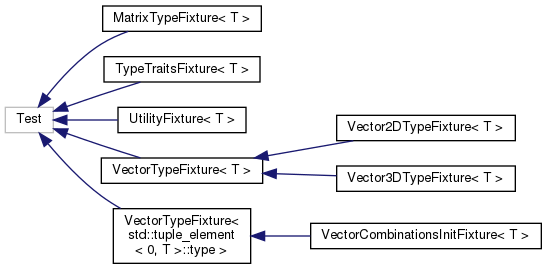 MatrixTypeFixture< T >
TypeTraitsFixture< T >
Test
UtilityFixture< T >
Vector2DTypeFixture< T >
VectorTypeFixture< T >
Vector3DTypeFixture< T >
VectorTypeFixture<
std::tuple_element
< 0, T >::type >
VectorCombinationsInitFixture< T >